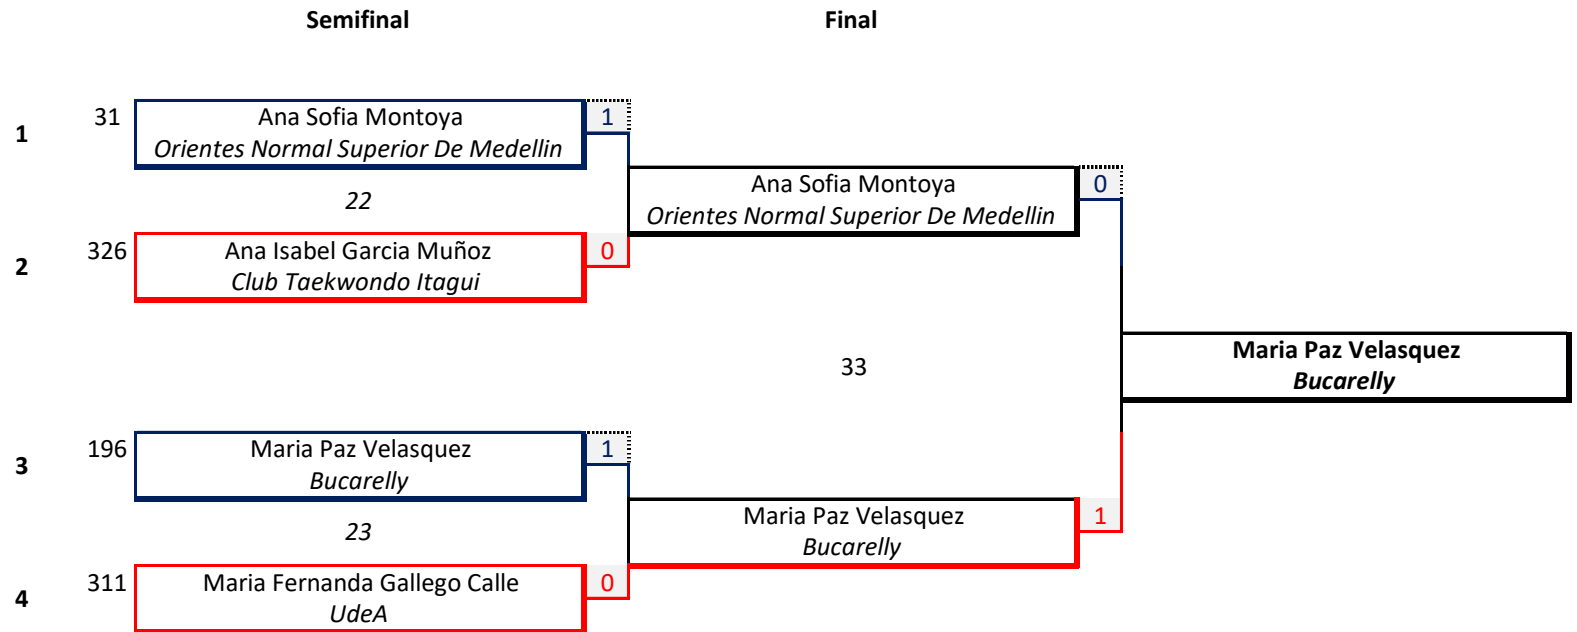 Semifinal
Final
31
Ana Sofia Montoya
1
1
Orientes Normal Superior De Medellin
22
Ana Sofia Montoya
0
Orientes Normal Superior De Medellin
326
Ana Isabel Garcia Muñoz
0
2
Club Taekwondo Itagui
33
Maria Paz Velasquez
Bucarelly
196
Maria Paz Velasquez
1
3
Bucarelly
23
Maria Paz Velasquez
1
Bucarelly
311
Maria Fernanda Gallego Calle
0
4
UdeA